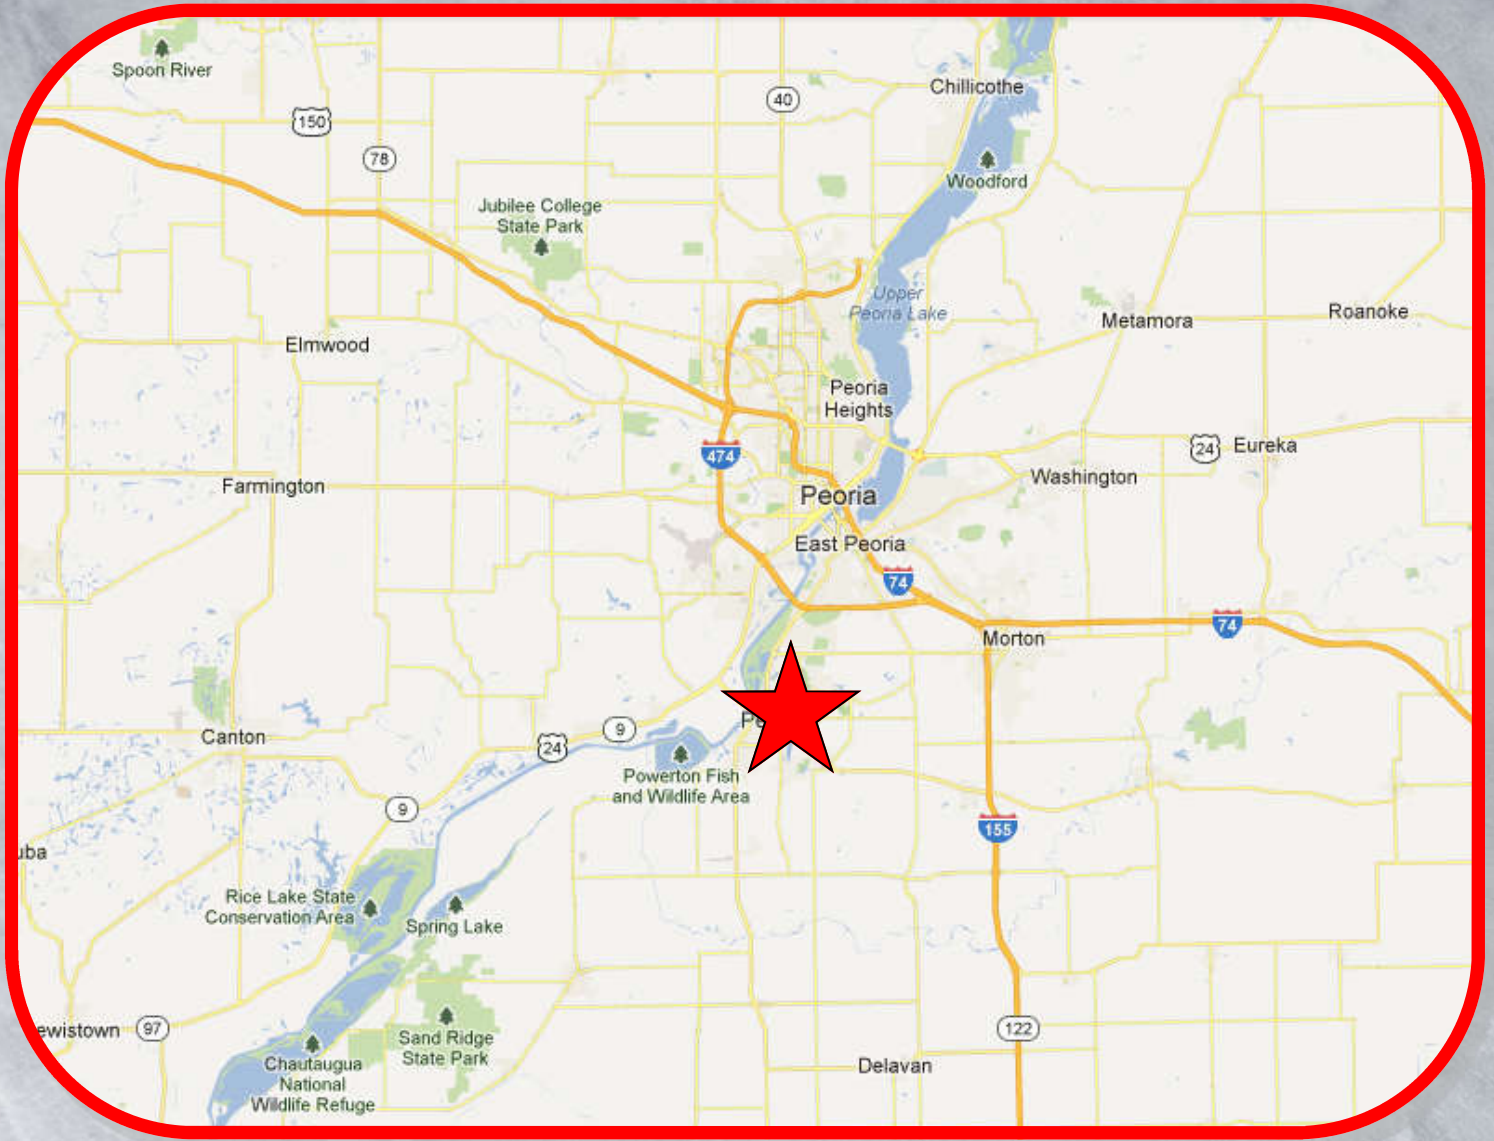 Spoon River
150
78
40
Chillicothe
Woodford
Jubilee College
State Park
Upper
Peoria Lake
Metamora
Roanoke
Elmwood
Peoria
Heights
474
24
Eureka
Farmington
Washington
Peoria
East Peoria
74
74
Morton
Pe
Canton
9
24
Powerton Fish
and Wildlife Area
9
155
uba
Rice Lake State
Conservation Area
Spring Lake
ewistown
97
Sand Ridge
State Park
122
Chautaugua
National
Wildlife Refuge
Delavan